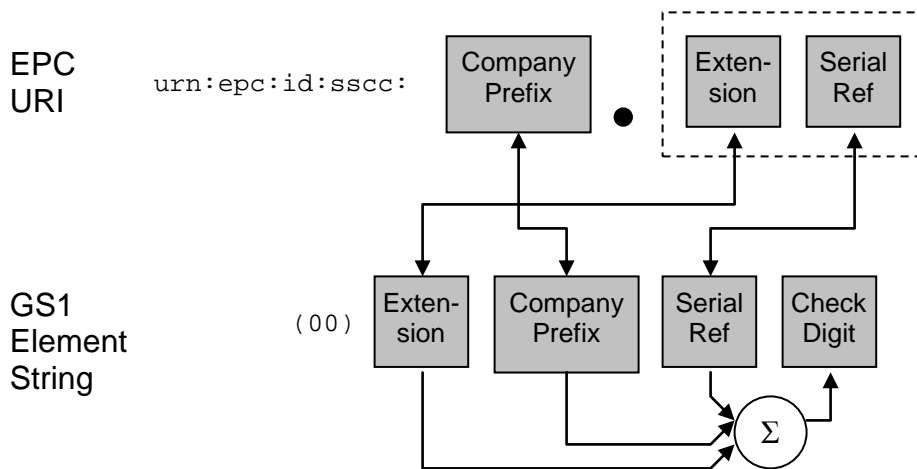 EPC
URI
urn:epc:id:sscc:
Company
Prefix
●
Exten-
sion
Serial
Ref
GS1
Element
String
(00)
Exten-
sion
Company
Prefix
Serial
Ref
Check
Digit
Σ